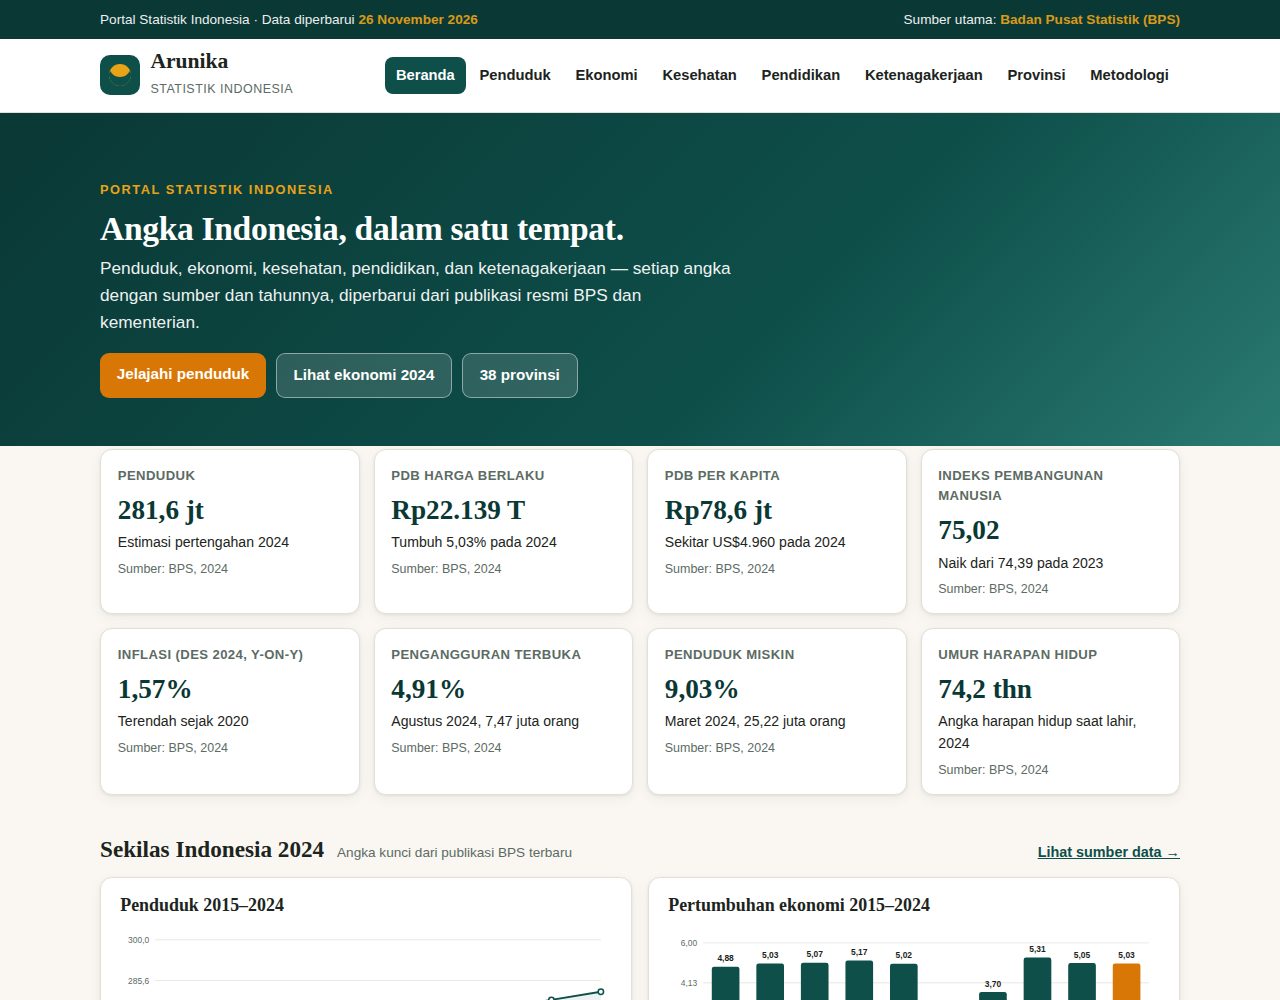 Portal Statistik Indonesia · Data diperbarui 26 November 2026
Sumber utama: Badan Pusat Statistik (BPS)
Arunika
STATISTIK INDONESIA
Beranda
Penduduk
Ekonomi
Kesehatan
Pendidikan
Ketenagakerjaan
Provinsi
Metodologi
PORTAL STATISTIK INDONESIA
Angka Indonesia, dalam satu tempat.
Penduduk, ekonomi, kesehatan, pendidikan, dan ketenagakerjaan — setiap angka
dengan sumber dan tahunnya, diperbarui dari publikasi resmi BPS dan
kementerian.
Jelajahi penduduk
Lihat ekonomi 2024
38 provinsi
PENDUDUK
281,6 jt
Estimasi pertengahan 2024
Sumber: BPS, 2024
PDB HARGA BERLAKU
Rp22.139 T
Tumbuh 5,03% pada 2024
Sumber: BPS, 2024
PDB PER KAPITA
Rp78,6 jt
Sekitar US$4.960 pada 2024
Sumber: BPS, 2024
INDEKS PEMBANGUNAN
MANUSIA
75,02
Naik dari 74,39 pada 2023
Sumber: BPS, 2024
INFLASI (DES 2024, Y-ON-Y)
1,57%
Terendah sejak 2020
Sumber: BPS, 2024
PENGANGGURAN TERBUKA
4,91%
Agustus 2024, 7,47 juta orang
Sumber: BPS, 2024
PENDUDUK MISKIN
9,03%
Maret 2024, 25,22 juta orang
Sumber: BPS, 2024
UMUR HARAPAN HIDUP
74,2 thn
Angka harapan hidup saat lahir,
2024
Sumber: BPS, 2024
Sekilas Indonesia 2024
Angka kunci dari publikasi BPS terbaru
Lihat sumber data →
Penduduk 2015–2024
300,0
285,6
Pertumbuhan ekonomi 2015–2024
6,00
4,13
4,88
5,03
5,07
5,17
5,02
3,70
5,31
5,05
5,03